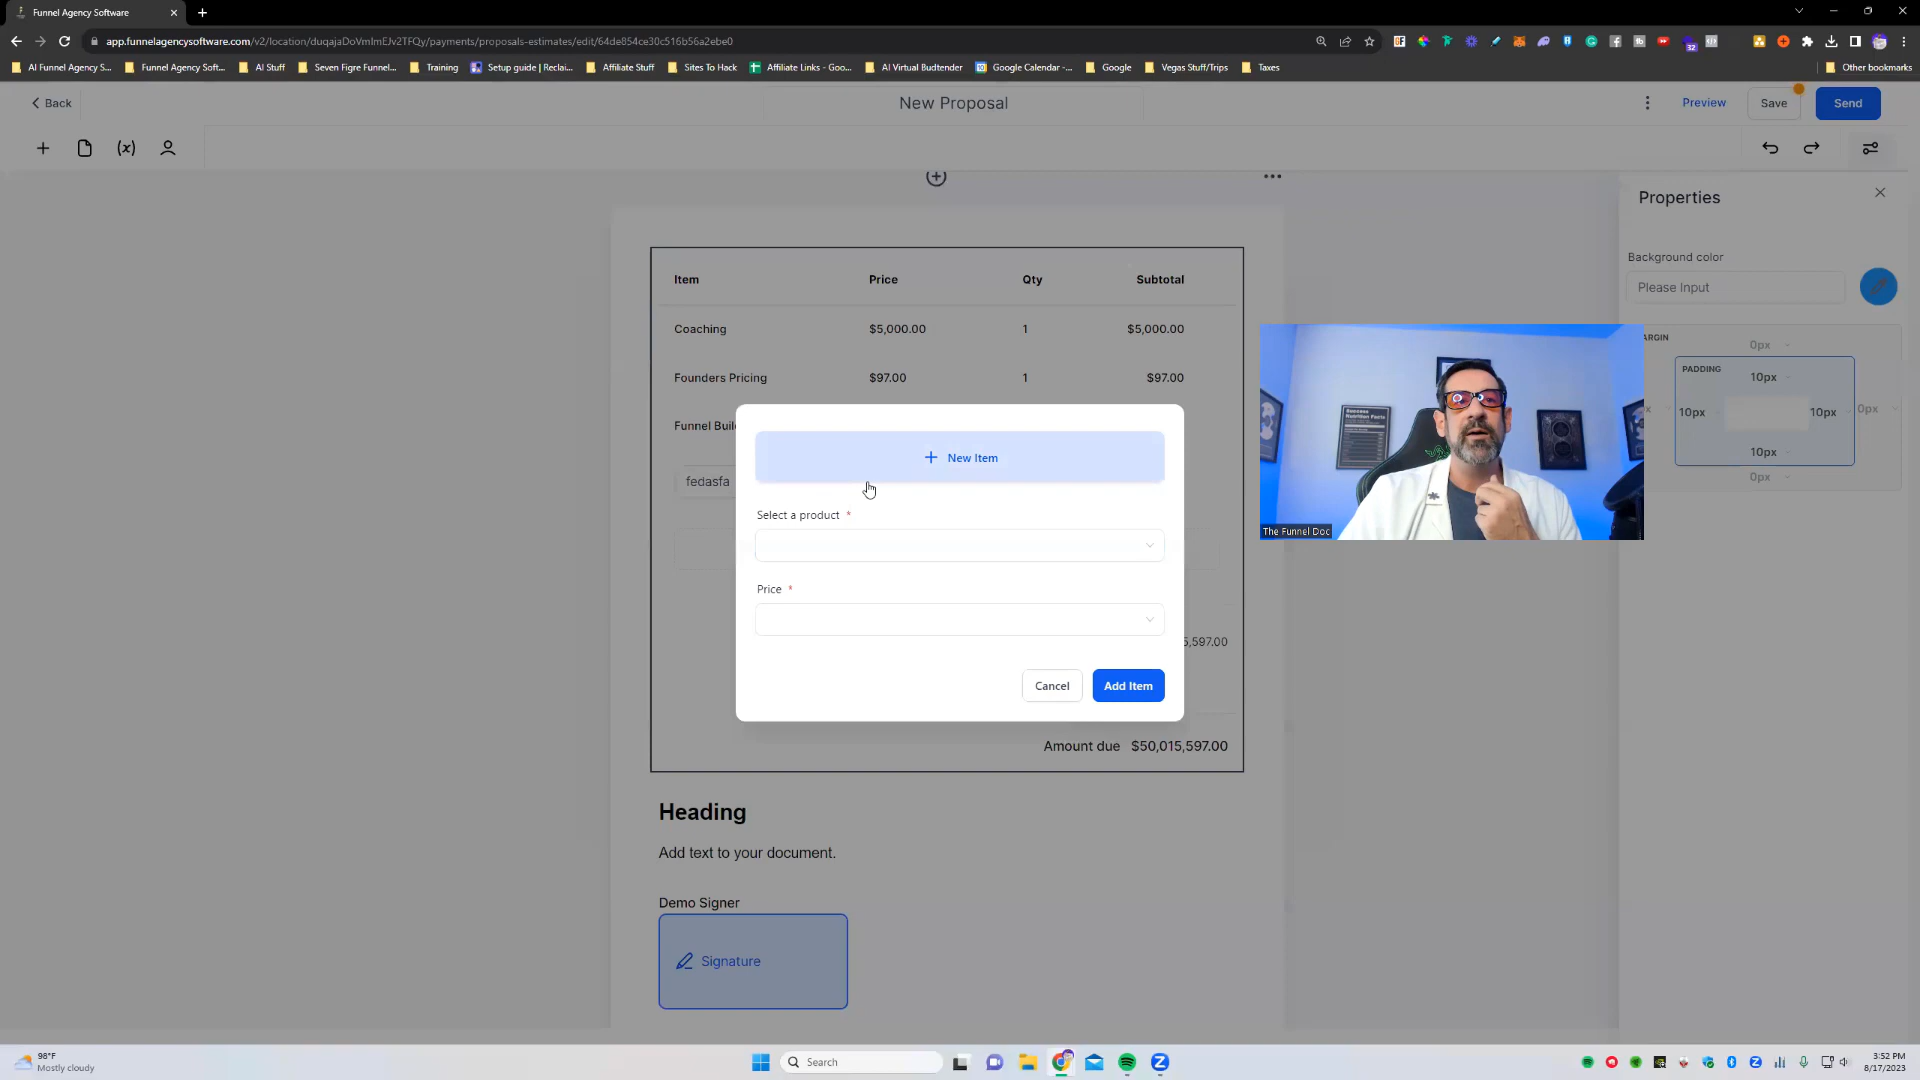 Funnel Agency Software
app.funnelagencysoftware.com/v2/location/duqajaDoVmImEJv2TFQy/payments/proposals-estimates/edit/64de854ce30c516b56a2ebe0
AI Funnel Agency S... Funnel Agency Soft... AI Stuff Seven Figre Funnel... Training Setup guide | Reclai... Affiliate Stuff Sites To Hack Affiliate Links - Goo... AI Virtual Budtender Google Calendar -... Google Vegas Stuff/Trips Taxes Other bookmarks
Back New Proposal Preview Save Send
(x)
Properties
Background color
Please Input
Item Price Qty Subtotal
Coaching $5,000.00 1 $5,000.00
Founders Pricing $97.00 1 $97.00
Funnel Buil
fedasfa
New Item
Select a product *
Price *
5,597.00
Cancel Add Item
Amount due $50,015,597.00
ARGIN
0px
PADDING
10px
10px 10px 0px
10px
0px
Success
Nutrition Facts
The Funnel Doc
Heading
Add text to your document.
Demo Signer
Signature
98°F
Mostly cloudy
Search
3:52 PM
8/17/2023
32